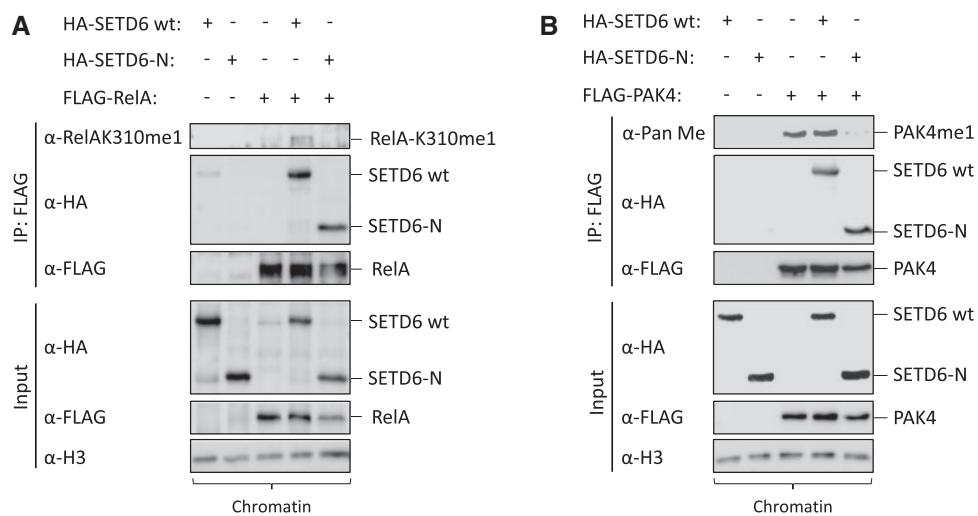 A
HA-SETD6 wt: + - - + -
HA-SETD6-N: - + - - +
FLAG-RelA: - - + + +
IP: FLAG
α-RelAK310me1 RelA-K310me1
α-HA SETD6 wt
SETD6-N
α-FLAG RelA
Input
α-HA SETD6 wt
SETD6-N
α-FLAG RelA
α-H3
Chromatin
B
HA-SETD6 wt: + - - + -
HA-SETD6-N: - + - - +
FLAG-PAK4: - - + + +
IP: FLAG
α-Pan Me PAK4me1
α-HA SETD6 wt
SETD6-N
α-FLAG PAK4
Input
α-HA SETD6 wt
SETD6-N
α-FLAG PAK4
α-H3
Chromatin